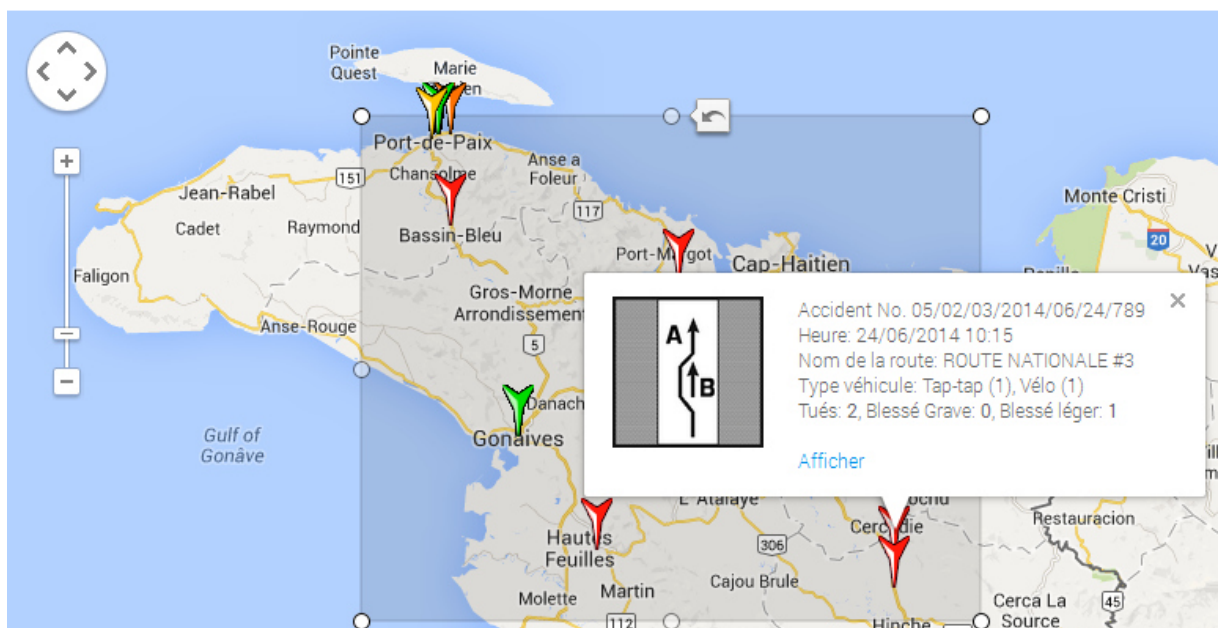 Pointe
Quest
Marie
Port-de-Paix
Chansolme
Anse a
Foleur
151
Jean-Rabel
Cadet
Raymond
117
Bassin-Bleu
Cap-Haitien
Monte Cristi
20
Faligon
Gros-Morne
Arrondissement
Anse-Rouge
5
Accident No. 05/02/03/2014/06/24/789
Heure: 24/06/2014 10:15
Nom de la route: ROUTE NATIONALE #3
Type véhicule: Tap-tap (1), Vélo (1)
Tués: 2, Blessé Grave: 0, Blessé léger: 1
Afficher
A
B
Danach
Gonaives
Gulf of
Gonâve
L'Atalaye
Restauracion
Hautes
Feuilles
306
Cajou Brule
Molette
Martin
112
Hinche
Cerca La
Source
45